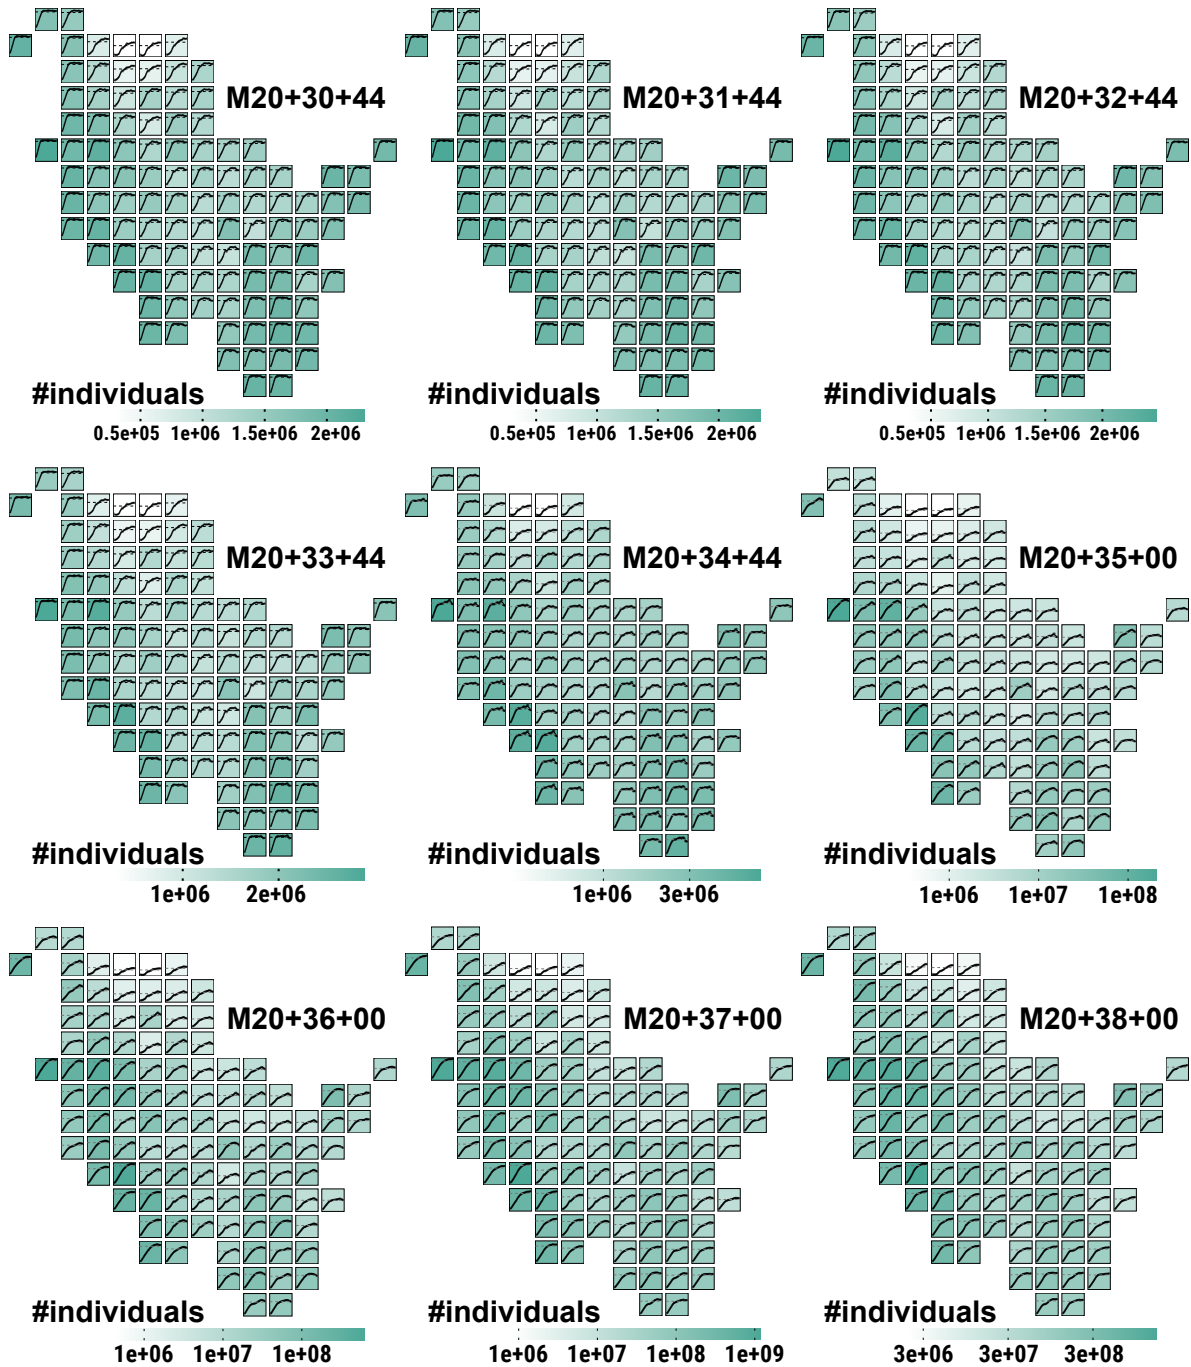 M20+30+44
M20+31+44
M20+32+44
#individuals
#individuals
#individuals
0.5e+05 1e+06 1.5e+06 2e+06
0.5e+05 1e+06 1.5e+06 2e+06
0.5e+05 1e+06 1.5e+06 2e+06
M20+33+44
M20+34+44
M20+35+00
#individuals
#individuals
#individuals
1e+06 2e+06
1e+06 3e+06
1e+06 1e+07 1e+08
M20+36+00
M20+37+00
M20+38+00
#individuals
#individuals
#individuals
1e+06 1e+07 1e+08
1e+06 1e+07 1e+08 1e+09
3e+06 3e+07 3e+08